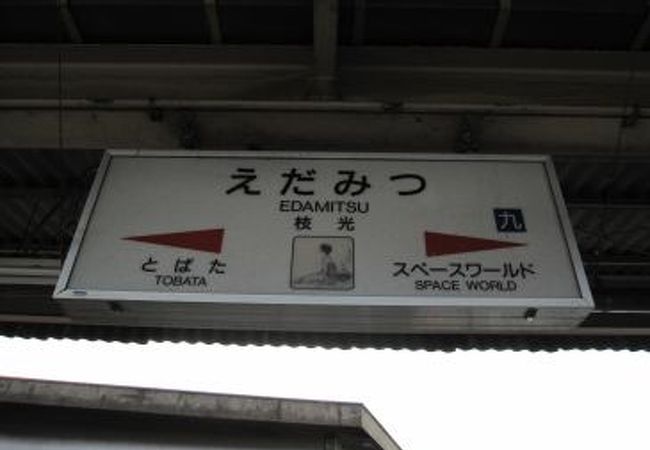 えだみつ
EDAMITSU
枝光
九
とばた
TOBATA
スペースワールド
SPACE WORLD